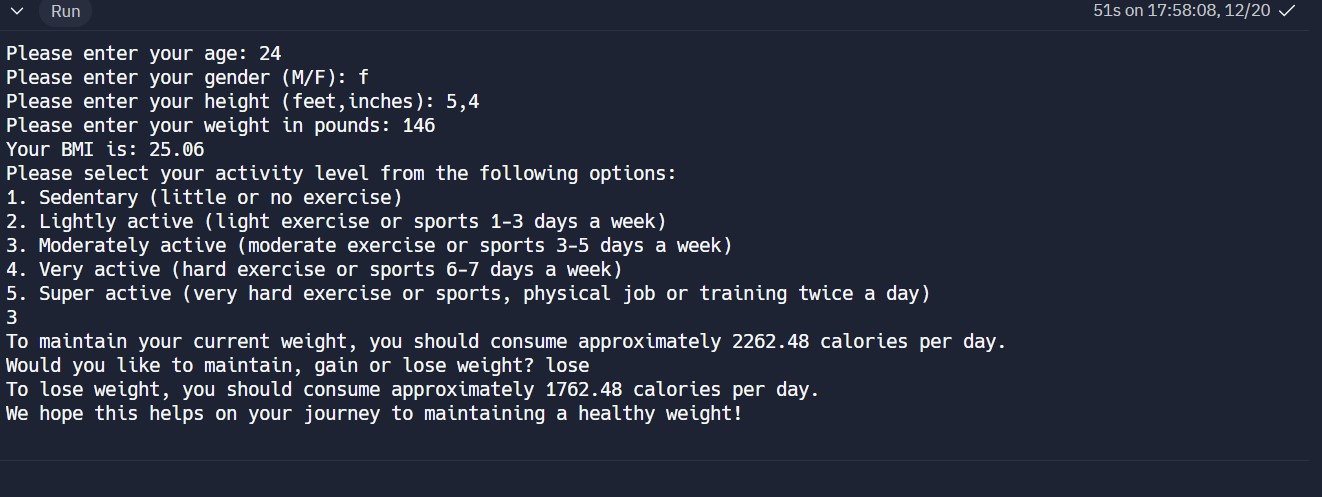 Run
51s on 17:58:08, 12/20
Please enter your age: 24
Please enter your gender (M/F): f
Please enter your height (feet,inches): 5,4
Please enter your weight in pounds: 146
Your BMI is: 25.06
Please select your activity level from the following options:
1. Sedentary (little or no exercise)
2. Lightly active (light exercise or sports 1-3 days a week)
3. Moderately active (moderate exercise or sports 3-5 days a week)
4. Very active (hard exercise or sports 6-7 days a week)
5. Super active (very hard exercise or sports, physical job or training twice a day)
3
To maintain your current weight, you should consume approximately 2262.48 calories per day.
Would you like to maintain, gain or lose weight? lose
To lose weight, you should consume approximately 1762.48 calories per day.
We hope this helps on your journey to maintaining a healthy weight!